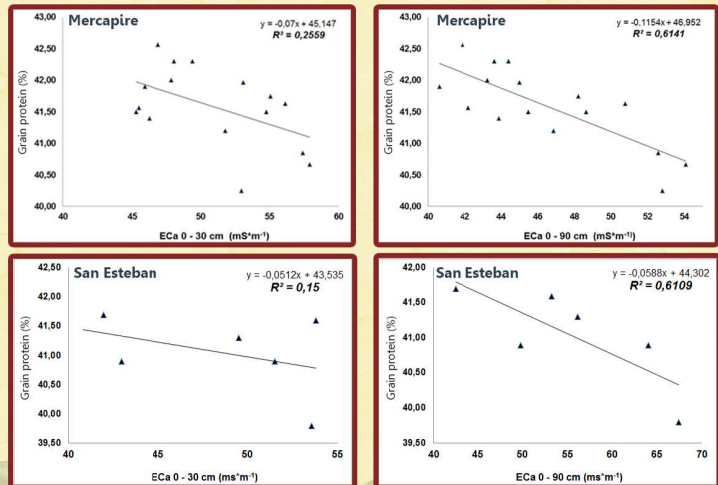 Mercapire
y = -0,07x + 45,147
R² = 0,2559
Grain protein (%)
43,00
42,50
42,00
41,50
41,00
40,50
40,00
40 45 50 55 60
ECa 0 - 30 cm (mS*m⁻¹)
Mercapire
y = -0,1154x + 46,952
R² = 0,6141
Grain protein (%)
43,00
42,50
42,00
41,50
41,00
40,50
40,00
40 42 44 46 48 50 52 54
ECa 0 - 90 cm (mS*m⁻¹))
San Esteban
y = -0,0512x + 43,535
R² = 0,15
Grain protein (%)
42,50
42,00
41,50
41,00
40,50
40,00
39,50
40 45 50 55
ECa 0 - 30 cm (ms*m⁻¹)
San Esteban
y = -0,0588x + 44,302
R² = 0,6109
Grain protein (%)
42,00
41,50
41,00
40,50
40,00
39,50
40 45 50 55 60 65 70
ECa 0 - 90 cm (ms*m⁻¹)